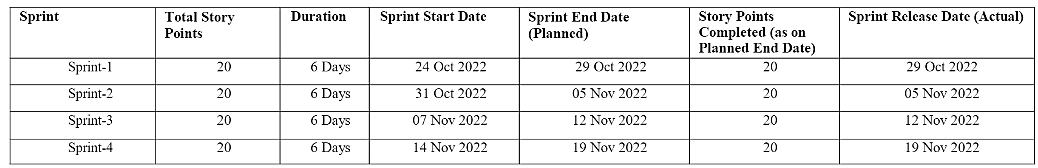 Sprint Total Story Points Duration Sprint Start Date Sprint End Date (Planned) Story Points Completed (as on Planned End Date) Sprint Release Date (Actual)
Sprint-1 20 6 Days 24 Oct 2022 29 Oct 2022 20 29 Oct 2022
Sprint-2 20 6 Days 31 Oct 2022 05 Nov 2022 20 05 Nov 2022
Sprint-3 20 6 Days 07 Nov 2022 12 Nov 2022 20 12 Nov 2022
Sprint-4 20 6 Days 14 Nov 2022 19 Nov 2022 20 19 Nov 2022